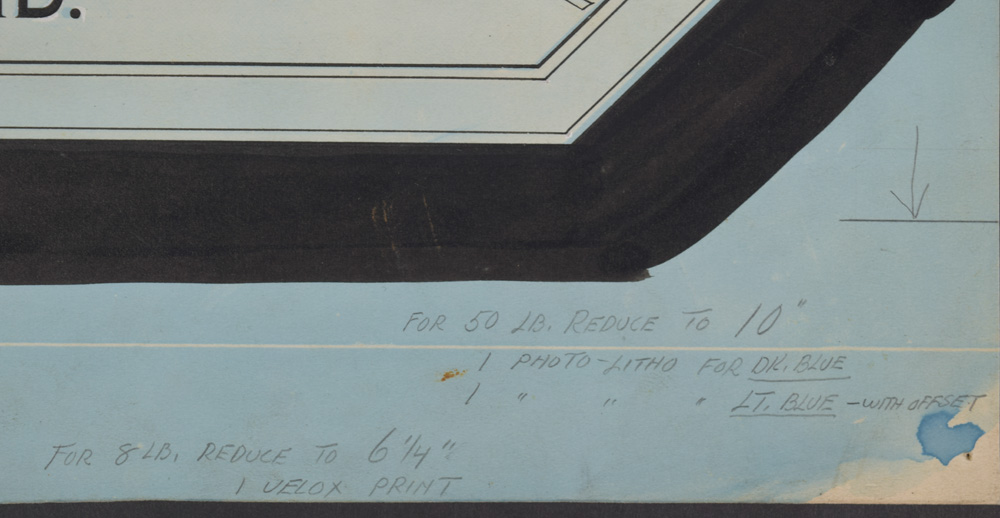 D.
FOR 50 LB. REDUCE TO 10"
1 PHOTO-LITHO FOR DK. BLUE
1 " " " LT. BLUE - WITH OFFSET
FOR 8 LB. REDUCE TO 6 1/4"
1 VELOX PRINT